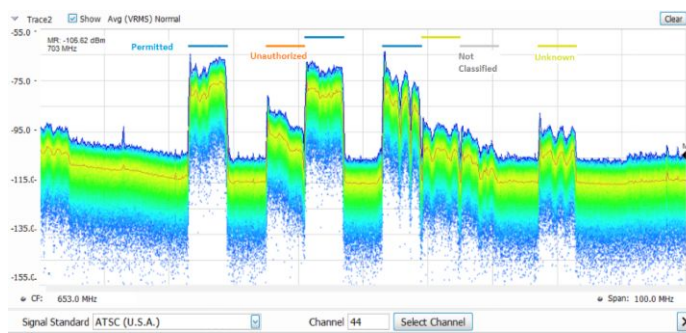 Trace2 Show Avg (VRMS) Normal Clear
-55.0
MR: -106.62 dBm
703 MHz
Permitted Unauthorized Not Classified Unknown
-75.0
-95.0
M
-115.0
-135.0
-155.0
CF: 653.0 MHz Span: 100.0 MHz
Signal Standard ATSC (U.S.A.) Channel 44 Select Channel X